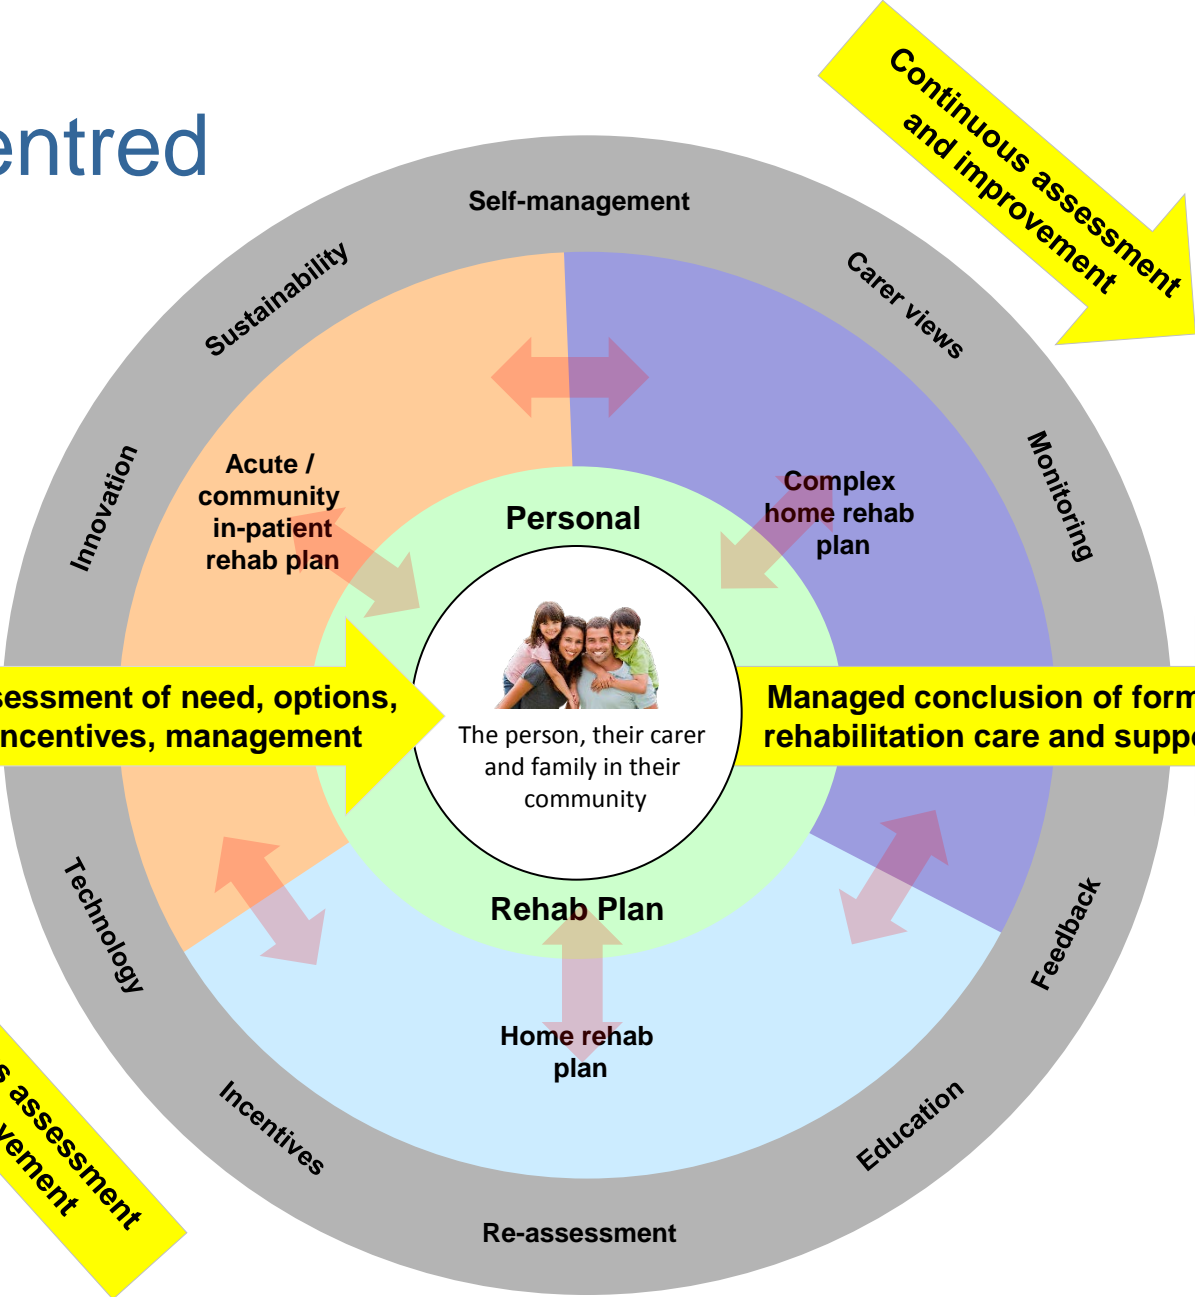 entred
Continuous assessment
and improvement
Self-management
Sustainability
Carer views
Innovation
Monitoring
Acute /
community
in-patient
rehab plan
Complex
home rehab
plan
Personal
sessment of need, options,
ncentives, management
Managed conclusion of form
rehabilitation care and suppo
The person, their carer
and family in their
community
Rehab Plan
Technology
Feedback
Home rehab
plan
s assessment
vement
Incentives
Education
Re-assessment